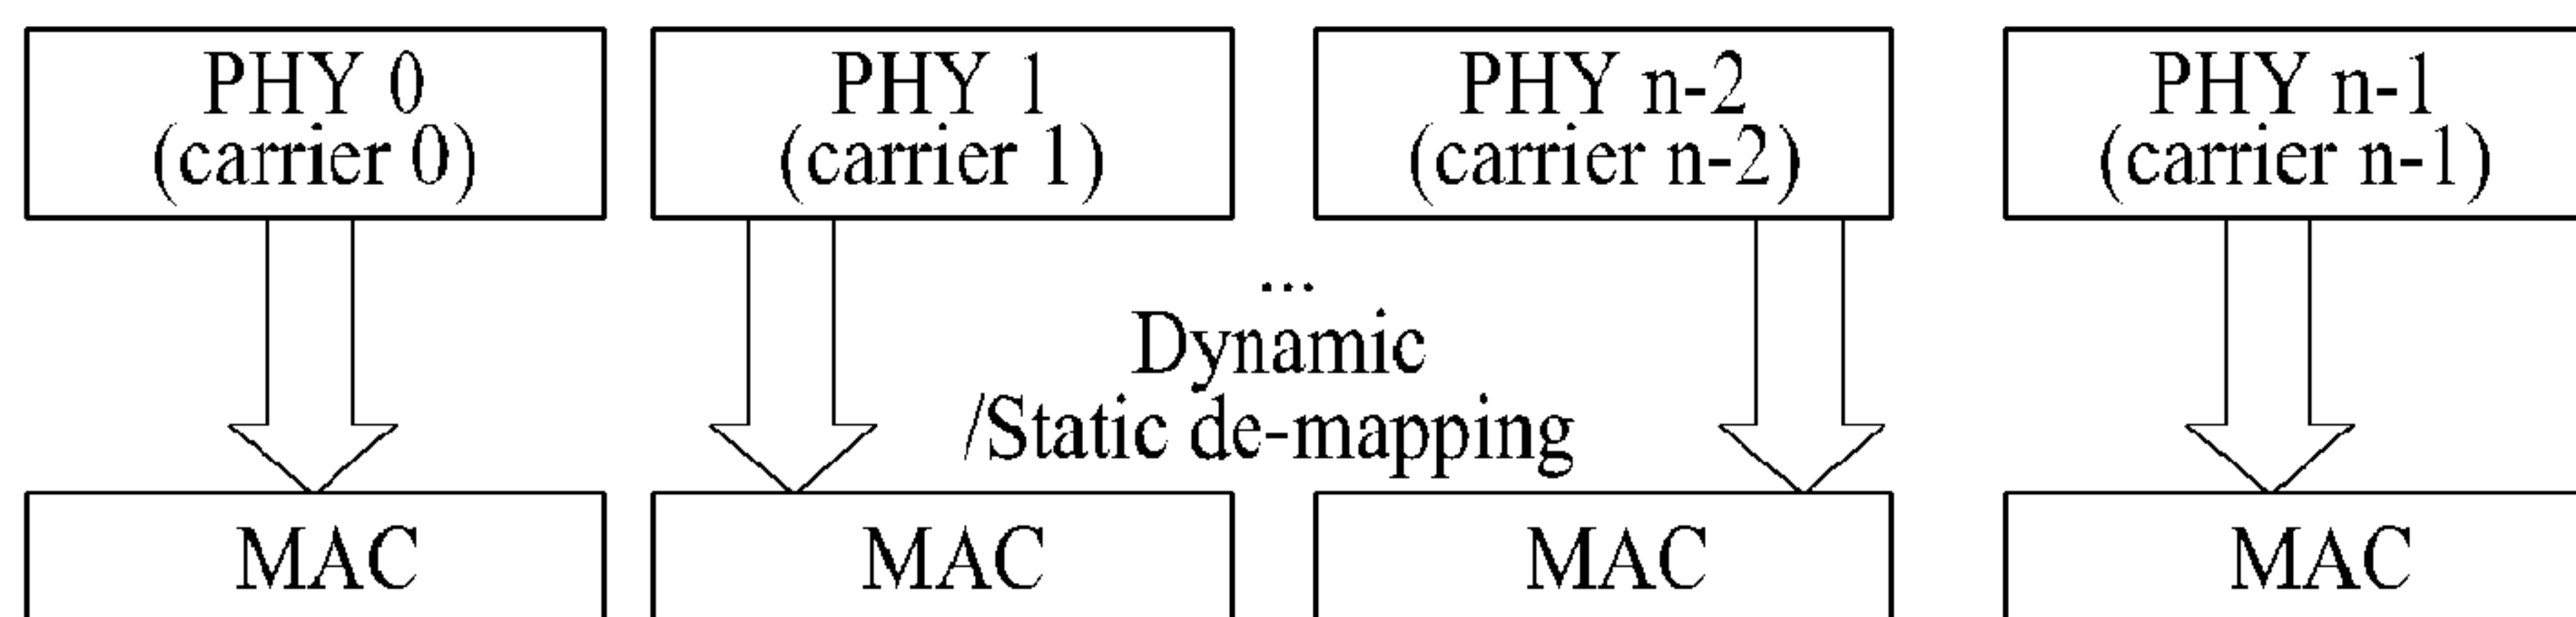 PHY 0
(carrier 0)
PHY 1
(carrier 1)
PHY n-2
(carrier n-2)
PHY n-1
(carrier n-1)
...
Dynamic
/Static de-mapping
MAC
MAC
MAC
MAC